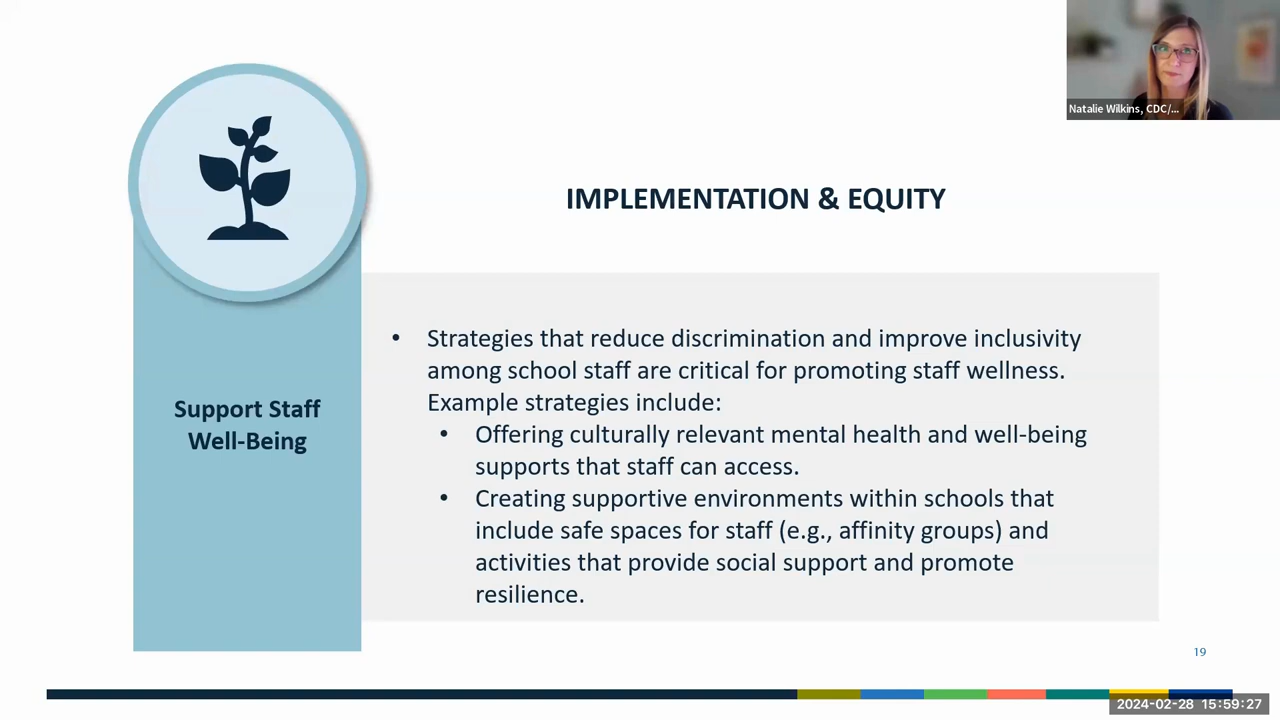 Natalie Wilkins, CDC/...
IMPLEMENTATION & EQUITY
Support Staff
Well-Being
• Strategies that reduce discrimination and improve inclusivity
among school staff are critical for promoting staff wellness.
Example strategies include:
• Offering culturally relevant mental health and well-being
supports that staff can access.
• Creating supportive environments within schools that
include safe spaces for staff (e.g., affinity groups) and
activities that provide social support and promote
resilience.
19
2024-02-28 15:59:27